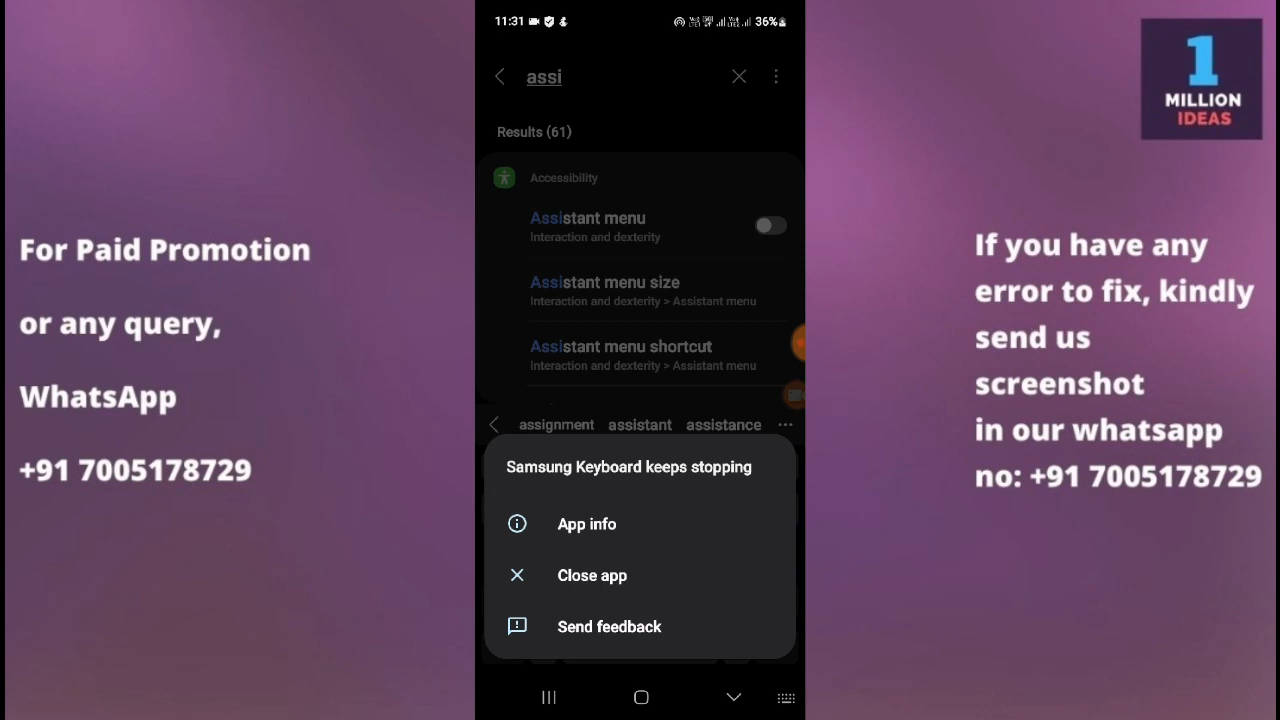 For Paid Promotion
or any query,
WhatsApp
+91 7005178729
11:31
36%
assi
Results (61)
Accessibility
Assistant menu
Interaction and dexterity
Assistant menu size
Interaction and dexterity > Assistant menu
Assistant menu shortcut
Interaction and dexterity > Assistant menu
assignment assistant assistance
Samsung Keyboard keeps stopping
App info
Close app
Send feedback
1
MILLION
IDEAS
If you have any
error to fix, kindly
send us
screenshot
in our whatsapp
no: +91 7005178729